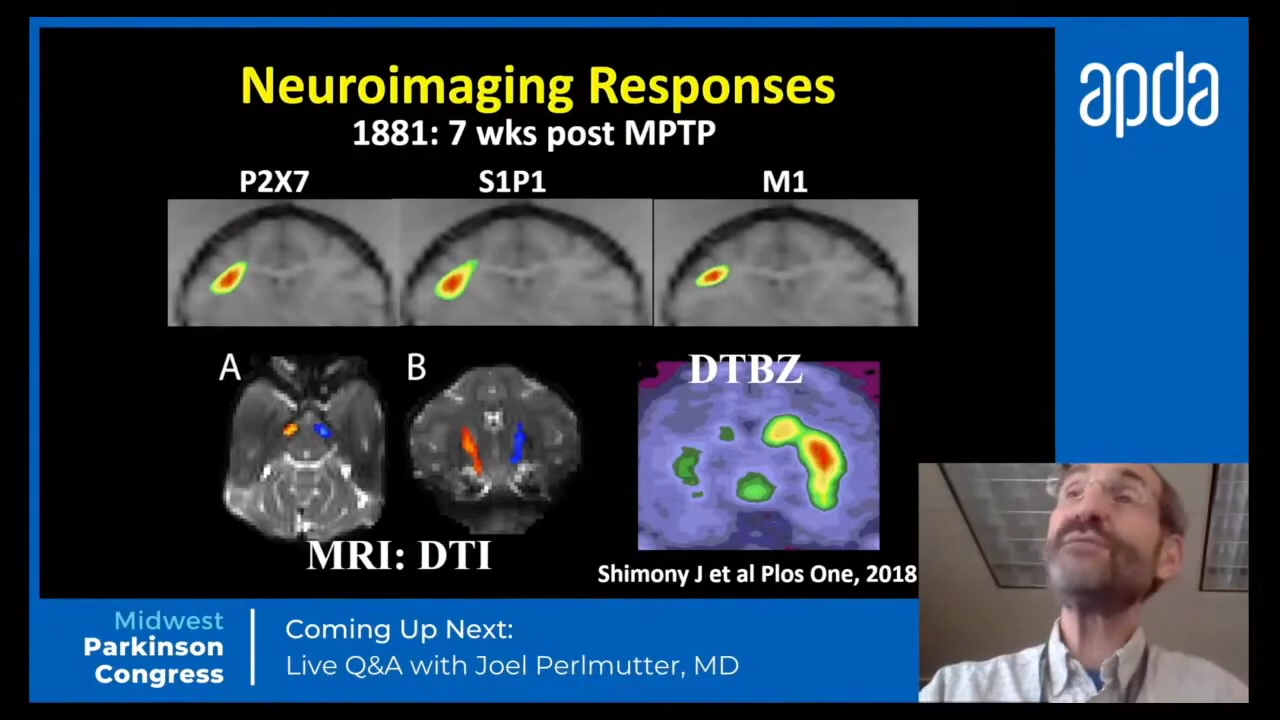 Neuroimaging Responses
1881: 7 wks post MPTP
P2X7 S1P1 M1
A B DTBZ
MRI: DTI
Shimony J et al Plos One, 2018
apda
Midwest
Parkinson
Congress
Coming Up Next:
Live Q&A with Joel Perlmutter, MD